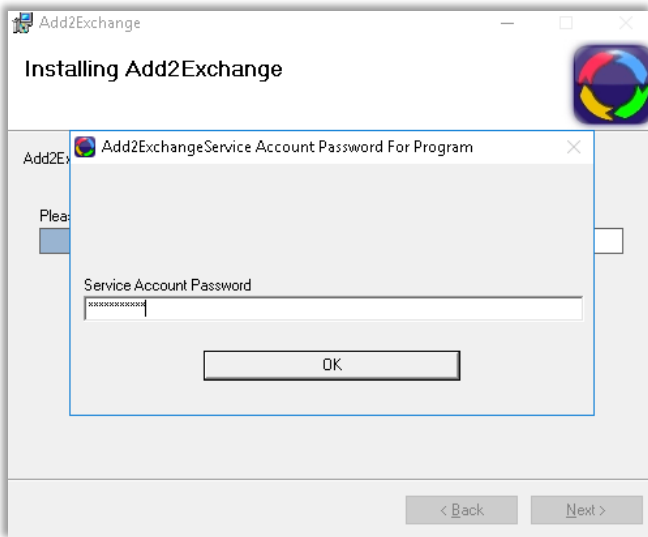 Add2Exchange
Installing Add2Exchange
Add2Ex
Add2ExchangeService Account Password For Program
Pleas
Service Account Password
***********
OK
< Back
Next >